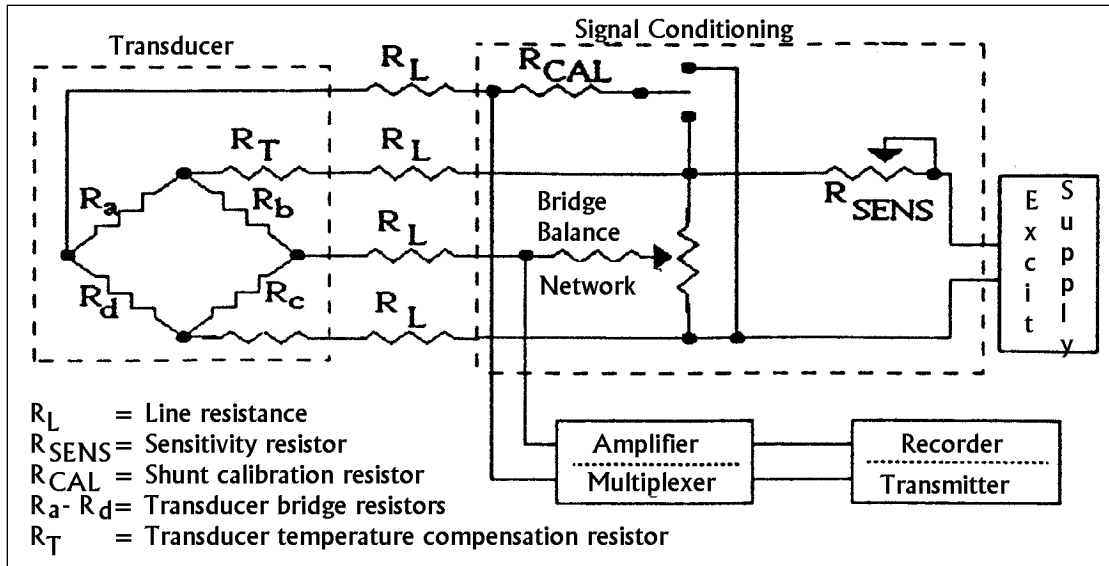 Signal Conditioning
Transducer
R_L
R_CAL
R_T
R_L
R_SENS
R_a
R_b
Bridge
Balance
Network
R_L
R_d
R_c
R_L
Excit
Supply
R_L = Line resistance
R_SENS = Sensitivity resistor
R_CAL = Shunt calibration resistor
R_a - R_d = Transducer bridge resistors
R_T = Transducer temperature compensation resistor
Amplifier
Multiplexer
Recorder
Transmitter